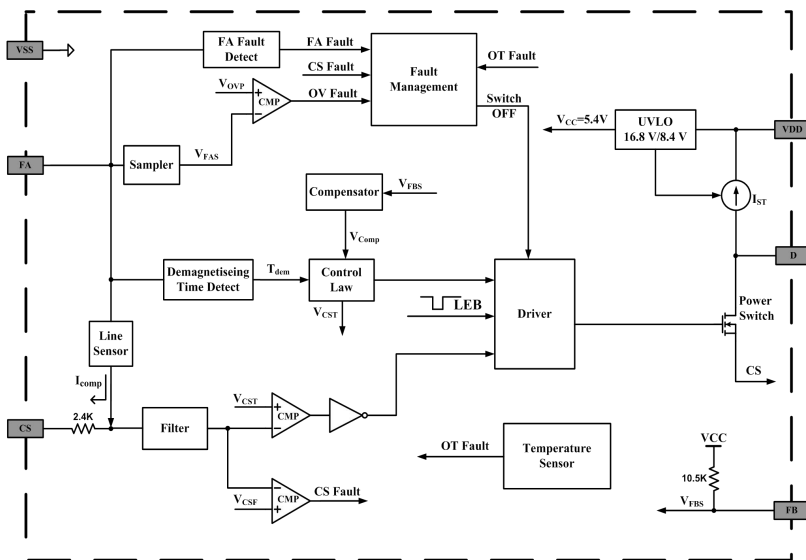 VSS
FA Fault
Detect
FA Fault
CS Fault
Fault
Management
OT Fault
V_OVP
CMP
OV Fault
Switch
OFF
V_CC=5.4V
UVLO
16.8 V/8.4 V
VDD
FA
Sampler
V_FAS
Compensator
V_FBS
I_ST
V_Comp
D
Demagnetiseing
Time Detect
T_dem
Control
Law
V_CST
LEB
Driver
Power
Switch
Line
Sensor
I_comp
CS
CS
2.4K
Filter
V_CST
CMP
V_CSF
CMP
CS Fault
OT Fault
Temperature
Sensor
VCC
10.5K
V_FBS
FB